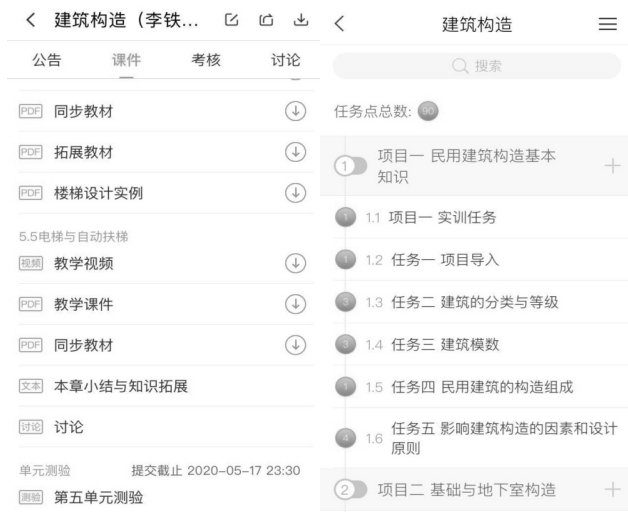 建筑构造（李铁...
公告 课件 考核 讨论
PDF 同步教材
PDF 拓展教材
PDF 楼梯设计实例
5.5电梯与自动扶梯
视频 教学视频
PDF 教学课件
PDF 同步教材
文本 本章小结与知识拓展
讨论 讨论
单元测验 提交截止 2020-05-17 23:30
测验 第五单元测验
建筑构造
搜索
任务点总数: 90
1 项目一 民用建筑构造基本
知识
1 1.1 项目一 实训任务
1 1.2 任务一 项目导入
3 1.3 任务二 建筑的分类与等级
3 1.4 任务三 建筑模数
1 1.5 任务四 民用建筑的构造组成
4 1.6 任务五 影响建筑构造的因素和设计
原则
2 项目二 基础与地下室构造